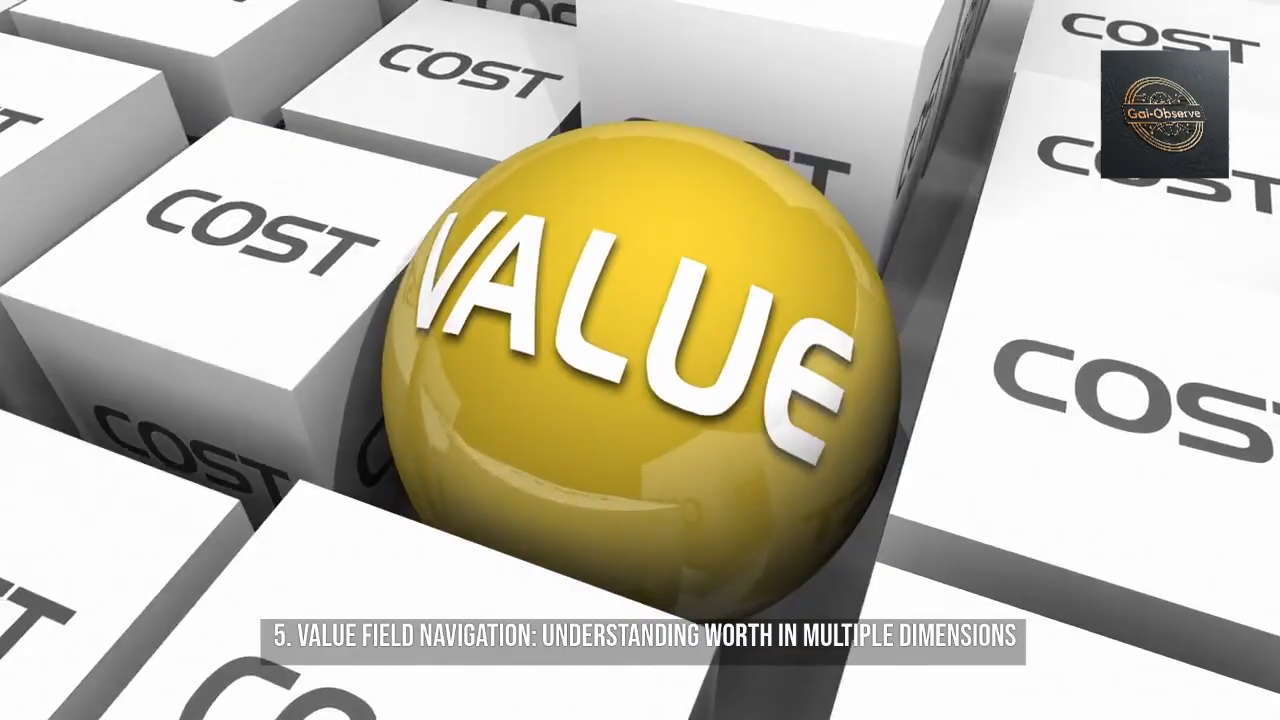 COST
COST
COST
Gai-Observe
COST
COST
VALUE
COST
COST
5. VALUE FIELD NAVIGATION: UNDERSTANDING WORTH IN MULTIPLE DIMENSIONS